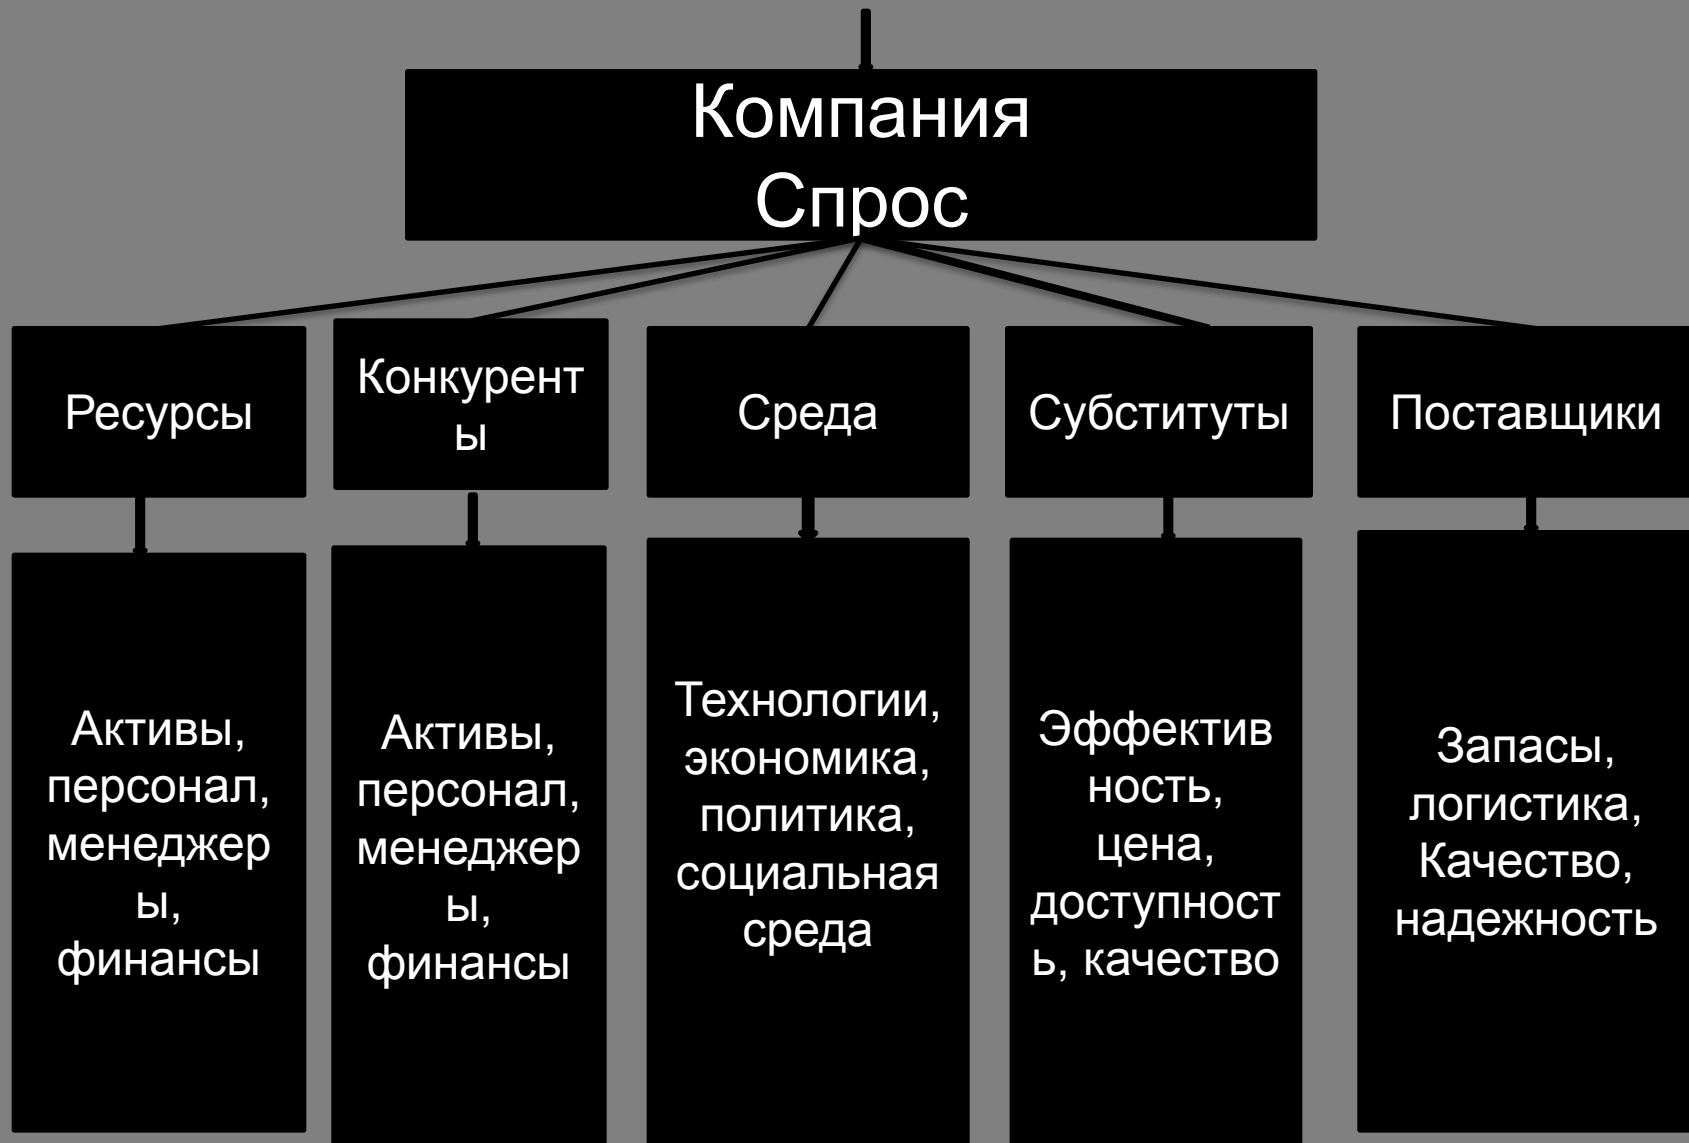 Компания
Спрос
Ресурсы
Конкурент
ы
Среда
Субституты
Поставщики
Активы,
персонал,
менеджер
ы,
финансы
Активы,
персонал,
менеджер
ы,
финансы
Технологии,
экономика,
политика,
социальная
среда
Эффектив
ность,
цена,
доступност
ь, качество
Запасы,
логистика,
Качество,
надежность